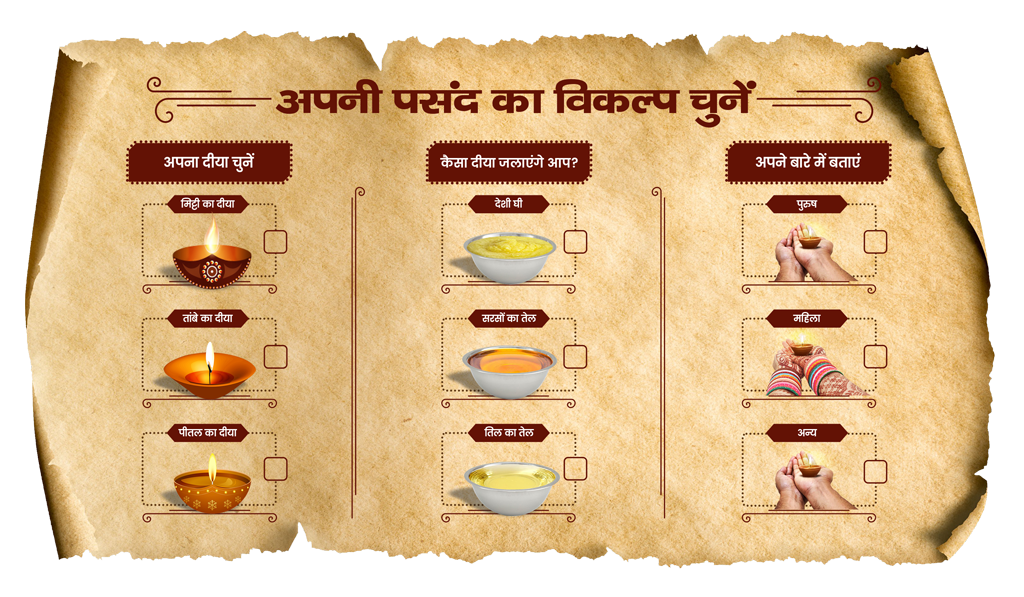 अपनी पसंद का विकल्प चुनें
अपना दीया चुनें
मिट्टी का दीया
तांबे का दीया
पीतल का दीया
कैसा दीया जलाएंगे आप?
देशी घी
सरसों का तेल
तिल का तेल
अपने बारे में बताएं
पुरुष
महिला
अन्य